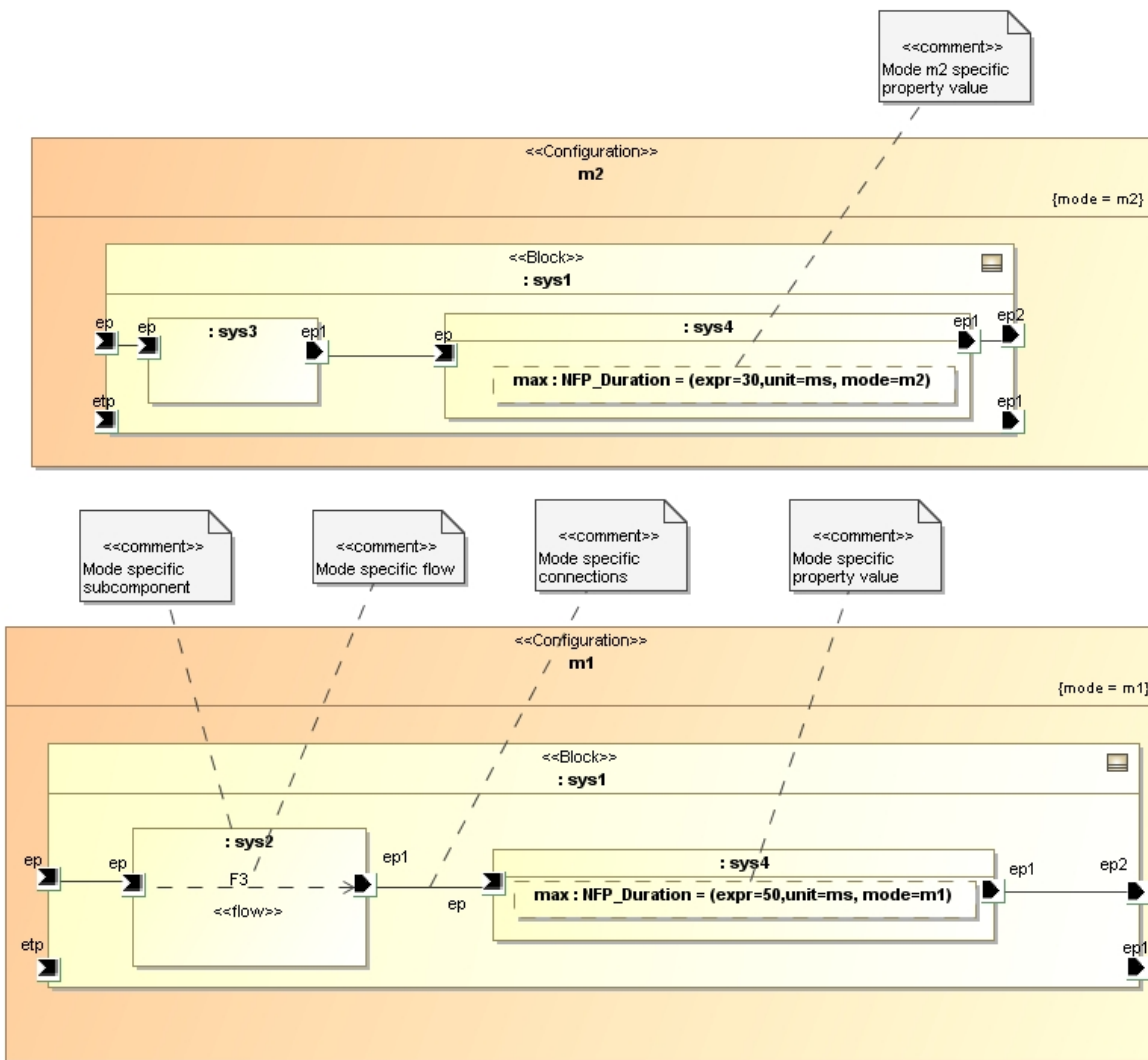 <<comment>>
Mode m2 specific
property value
<<Configuration>>
m2
{mode = m2}
<<Block>>
: sys1
ep
ep
: sys3
ep1
ep
: sys4
ep1
ep2
max : NFP_Duration = (expr=30,unit=ms, mode=m2)
etp
ep1
<<comment>>
Mode specific
subcomponent
<<comment>>
Mode specific flow
<<comment>>
Mode specific
connections
<<comment>>
Mode specific
property value
<<Configuration>>
m1
{mode = m1}
<<Block>>
: sys1
ep
ep
: sys2
F3
<<flow>>
ep1
ep
: sys4
max : NFP_Duration = (expr=50,unit=ms, mode=m1)
ep1
ep2
etp
ep1